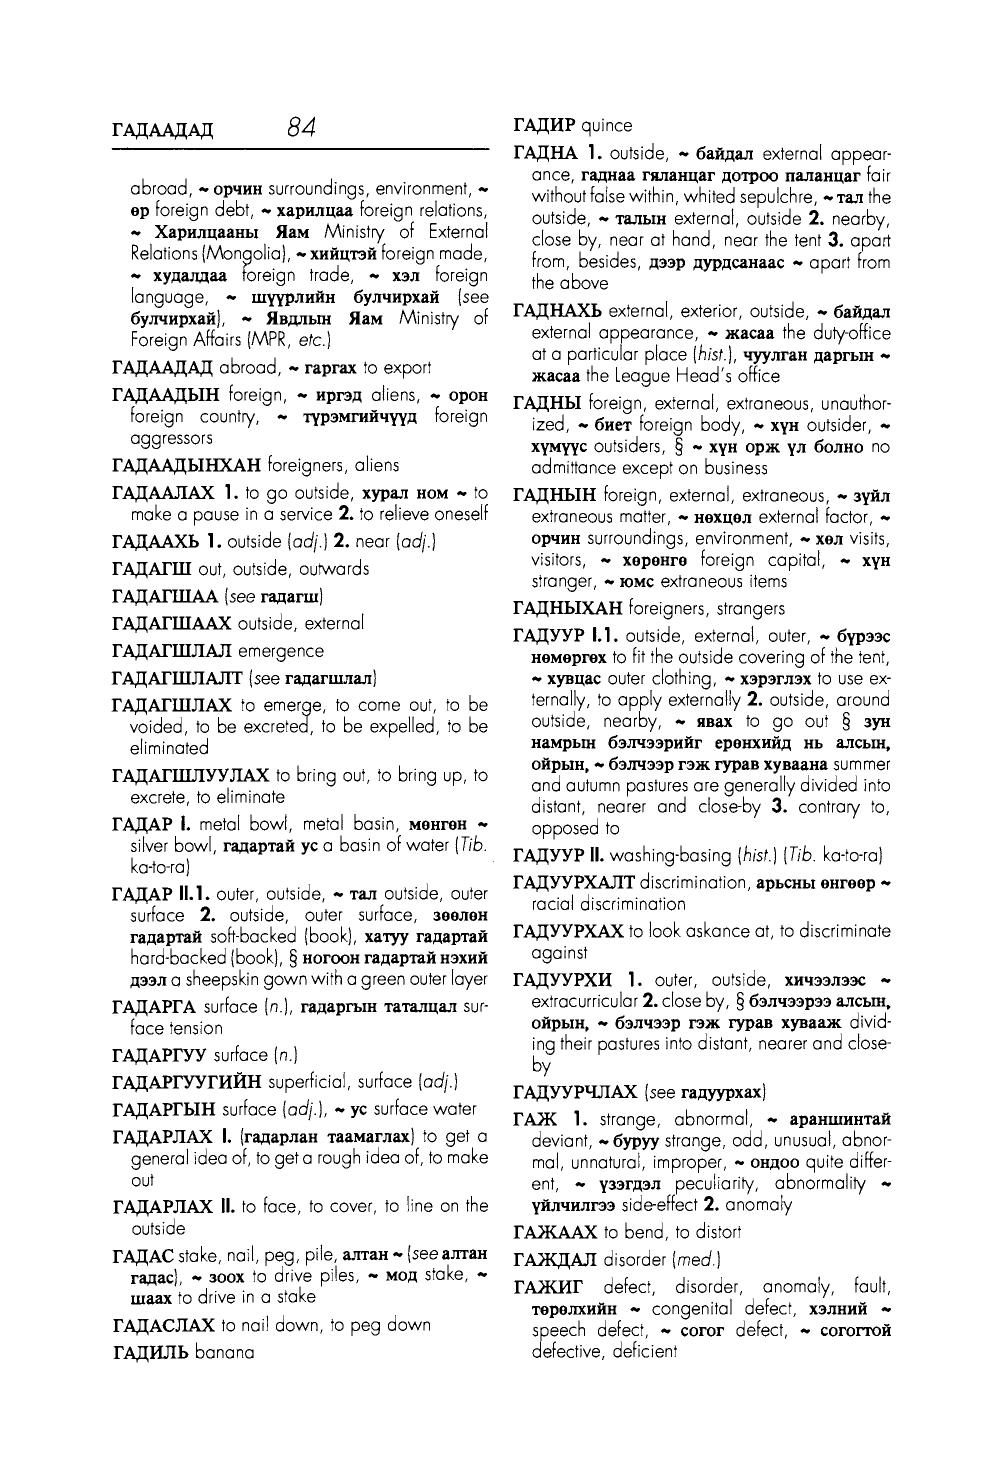 ГАДААДАД 84
abroad, ~ орчин surroundings, environment, ~
өр foreign debt, ~ харилцаа foreign relations,
~ Харилцааны Яам Ministry of External
Relations (Mongolia), ~ хийцтэй foreign made,
~ худалдаа foreign trade, ~ хэл foreign
language, ~ шүүрлийн булчирхай (see
булчирхай), ~ Явдлын Яам Ministry of
Foreign Affairs (MPR, etc.)
ГАДААДАД abroad, ~ гаргах to export
ГАДААДЫН foreign, ~ иргэд aliens, ~ орон
foreign country, ~ түрэмгийчүүд foreign
aggressors
ГАДААДЫНХАН foreigners, aliens
ГАДААЛАХ 1. to go outside, хурал ном ~ to
make a pause in a service 2. to relieve oneself
ГАДААХЬ 1. outside (adj.) 2. near (adj.)
ГАДАГШ out, outside, outwards
ГАДАГШАА (see гадагш)
ГАДАГШААХ outside, external
ГАДАГШЛАЛ emergence
ГАДАГШЛАЛТ (see гадагшлал)
ГАДАГШЛАХ to emerge, to come out, to be
voided, to be excreted, to be expelled, to be
eliminated
ГАДАГШЛУУЛАХ to bring out, to bring up, to
excrete, to eliminate
ГАДАР I. metal bowl, metal basin, мөнгөн ~
silver bowl, гадартай ус a basin of water (Tib.
ka-to-ra)
ГАДАР II.1. outer, outside, ~ тал outside, outer
surface 2. outside, outer surface, зөөлөн
гадартай soft-backed (book), хатуу гадартай
hard-backed (book), § ногоон гадартай нэхий
дээл a sheepskin gown with a green outer layer
ГАДАРГА surface (n.), гадаргын таталцал sur-
face tension
ГАДАРГУУ surface (n.)
ГАДАРГУУГИЙН superficial, surface (adj.)
ГАДАРГЫН surface (adj.), ~ ус surface water
ГАДАРЛАХ I. (гадарлан таамаглах) to get a
general idea of, to get a rough idea of, to make
out
ГАДАРЛАХ II. to face, to cover, to line on the
outside
ГАДАС stake, nail, peg, pile, алтан ~ (see алтан
гадас), ~ зоох to drive piles, ~ мод stake, ~
шаах to drive in a stake
ГАДАСЛАХ to nail down, to peg down
ГАДИЛЬ banana
ГАДИР quince
ГАДНА 1. outside, ~ байдал external appear-
ance, гаднаа гяланцаг дотроо паланцаг fair
without false within, whited sepulchre, ~ тал the
outside, ~ талын external, outside 2. nearby,
close by, near at hand, near the tent 3. apart
from, besides, дээр дурдсанаас ~ apart from
the above
ГАДНАХЬ external, exterior, outside, ~ байдал
external appearance, ~ жасаа the duty-office
at a particular place (hist.), чуулган даргын ~
жасаа the League Head's office
ГАДНЫ foreign, external, extraneous, unauthor-
ized, ~ биет foreign body, ~ хүн outsider, ~
хүмүүс outsiders, § ~ хүн орж үл болно no
admittance except on business
ГАДНЫН foreign, external, extraneous, ~ зүйл
extraneous matter, ~ нөхцөл external factor, ~
орчин surroundings, environment, ~ хөл visits,
visitors, ~ хөрөнгө foreign capital, ~ хүн
stranger, ~ юмс extraneous items
ГАДНЫХАН foreigners, strangers
ГАДУУР I.1. outside, external, outer, ~ бүрээс
нөмөргөх to fit the outside covering of the tent,
~ хувцас outer clothing, ~ хэрэглэх to use ex-
ternally, to apply externally 2. outside, around
outside, nearby, ~ явах to go out § зун
намрын бэлчээрийг ерөнхийд нь алсын,
ойрын, ~ бэлчээр гэж гурав хуваана summer
and autumn pastures are generally divided into
distant, nearer and close-by 3. contrary to,
opposed to
ГАДУУР II. washing-basing (hist.) (Tib. ka-to-ra)
ГАДУУРХАЛТ discrimination, арьсны өнгөөр ~
racial discrimination
ГАДУУРХАХ to look askance at, to discriminate
against
ГАДУУРХИ 1. outer, outside, хичээлээс ~
extracurricular 2. close by, § бэлчээрээ алсын,
ойрын, ~ бэлчээр гэж гурав хувааж divid-
ing their pastures into distant, nearer and close-
by
ГАДУУРЧЛАХ (see гадуурхах)
ГАЖ 1. strange, abnormal, ~ араншинтай
deviant, ~ буруу strange, odd, unusual, abnor-
mal, unnatural, improper, ~ ондоо quite differ-
ent, ~ үзэгдэл peculiarity, abnormality ~
үйлчилгээ side-effect 2. anomaly
ГАЖААХ to bend, to distort
ГАЖДАЛ disorder (med.)
ГАЖИГ defect, disorder, anomaly, fault,
төрөлхийн ~ congenital defect, хэлний ~
speech defect, ~ согог defect, ~ согогтой
defective, deficient